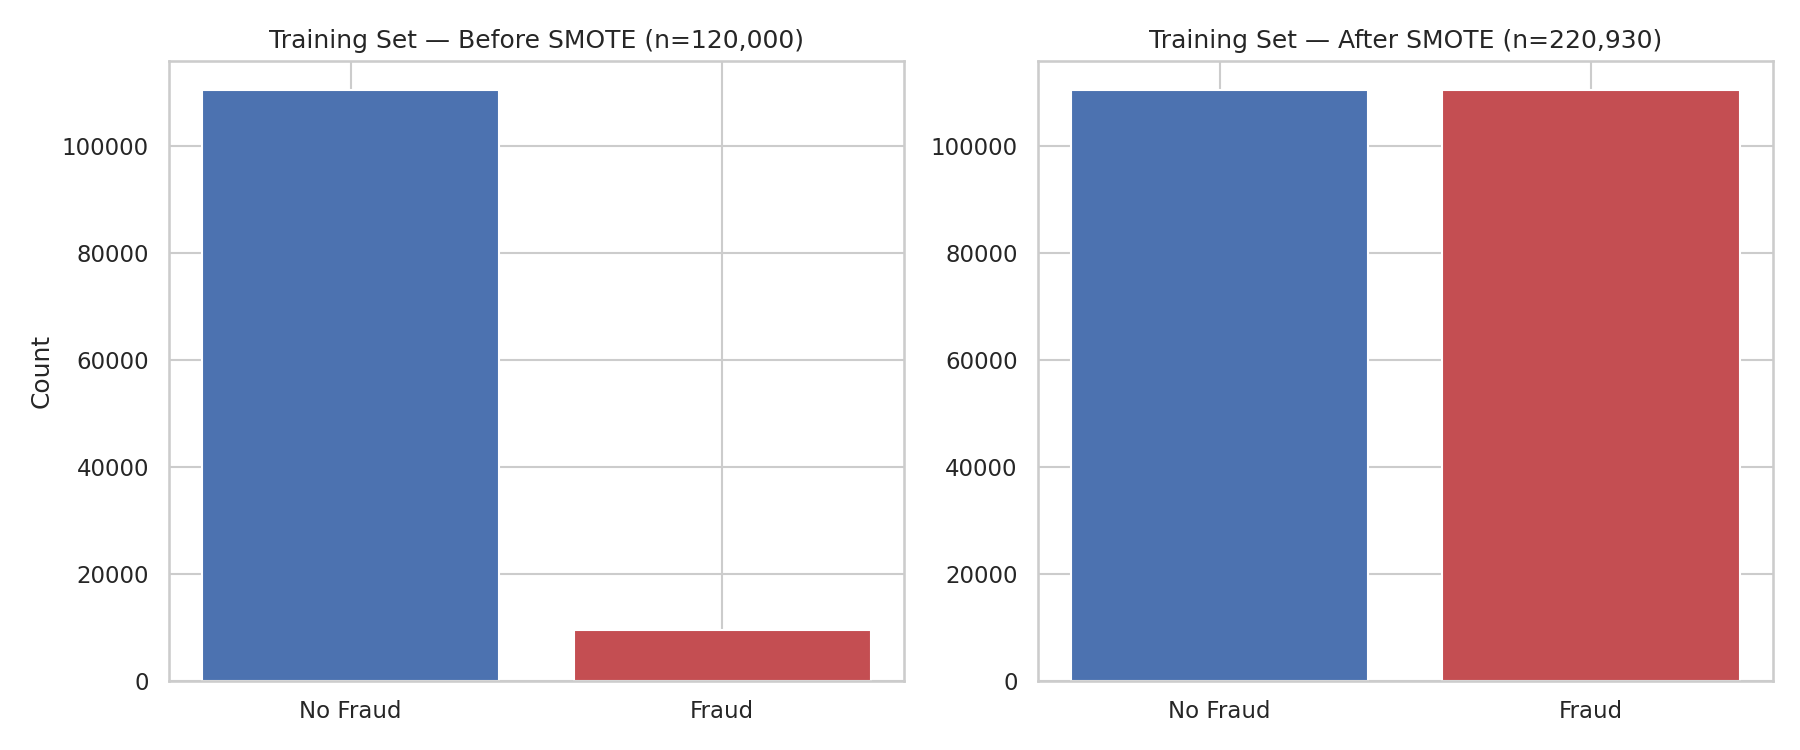 Training Set — Before SMOTE (n=120,000)
Count
100000
80000
60000
40000
20000
0
No Fraud
Fraud
Training Set — After SMOTE (n=220,930)
100000
80000
60000
40000
20000
0
No Fraud
Fraud